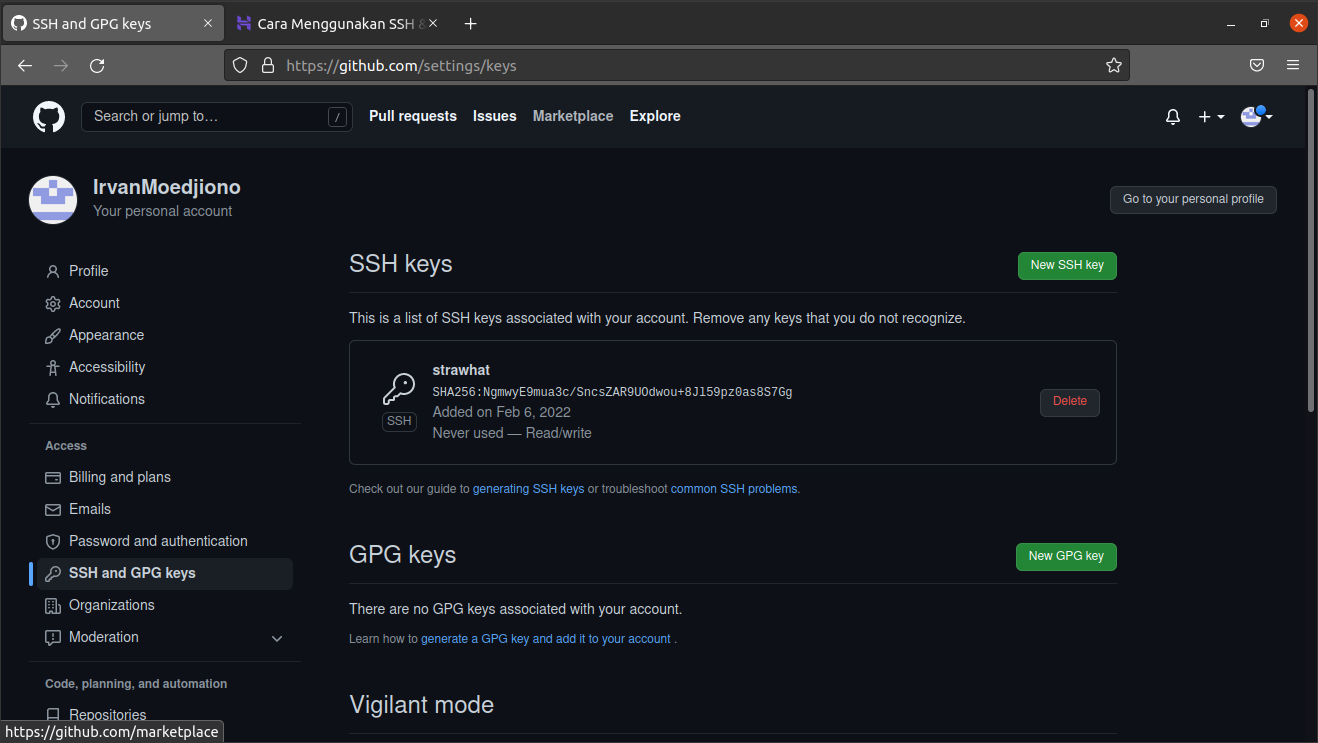 SSH and GPG keys
Cara Menggunakan SSH &
https://github.com/settings/keys
Search or jump to… /
Pull requests Issues Marketplace Explore
IrvanMoedjiono
Your personal account
Go to your personal profile
Profile
Account
Appearance
Accessibility
Notifications
Access
Billing and plans
Emails
Password and authentication
SSH and GPG keys
Organizations
Moderation
Code, planning, and automation
Repositories
https://github.com/marketplace
SSH keys
New SSH key
This is a list of SSH keys associated with your account. Remove any keys that you do not recognize.
strawhat
SHA256:NgmwyE9mua3c/SncsZAR9UOdwou+8Jl59pz0as8S7Gg
Added on Feb 6, 2022
Never used — Read/write
SSH
Delete
Check out our guide to generating SSH keys or troubleshoot common SSH problems.
GPG keys
New GPG key
There are no GPG keys associated with your account.
Learn how to generate a GPG key and add it to your account .
Vigilant mode